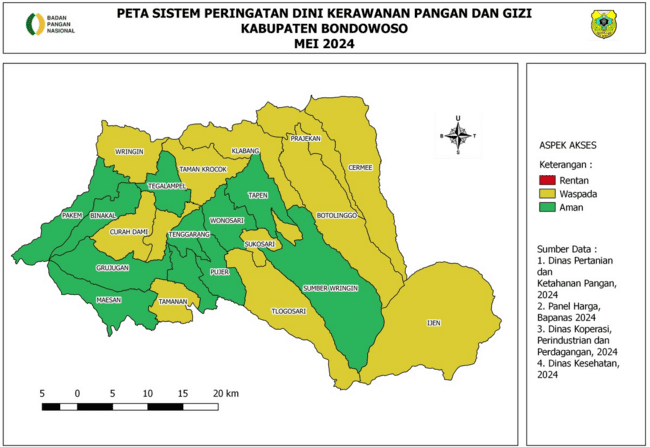 BADAN
PANGAN
NASIONAL
PETA SISTEM PERINGATAN DINI KERAWANAN PANGAN DAN GIZI
KABUPATEN BONDOWOSO
MEI 2024
U
B
T
S
WRINGIN
KLABANG
PRAJEKAN
CERMEE
TAMAN KROCOK
TEGALAMPEL
TAPEN
PAKEM
BINAKAL
WONOSARI
BOTOLINGGO
CURAH DAMI
TENGGARANG
SUKOSARI
GRUJUGAN
PUJER
SUMBER WRINGIN
MAESAN
TAMANAN
TLOGOSARI
IJEN
5 0 5 10 15 20 km
ASPEK AKSES
Keterangan :
Rentan
Waspada
Aman
Sumber Data :
1. Dinas Pertanian
dan
Ketahanan Pangan,
2024
2. Panel Harga,
Bapanas 2024
3. Dinas Koperasi,
Perindustrian dan
Perdagangan, 2024
4. Dinas Kesehatan,
2024